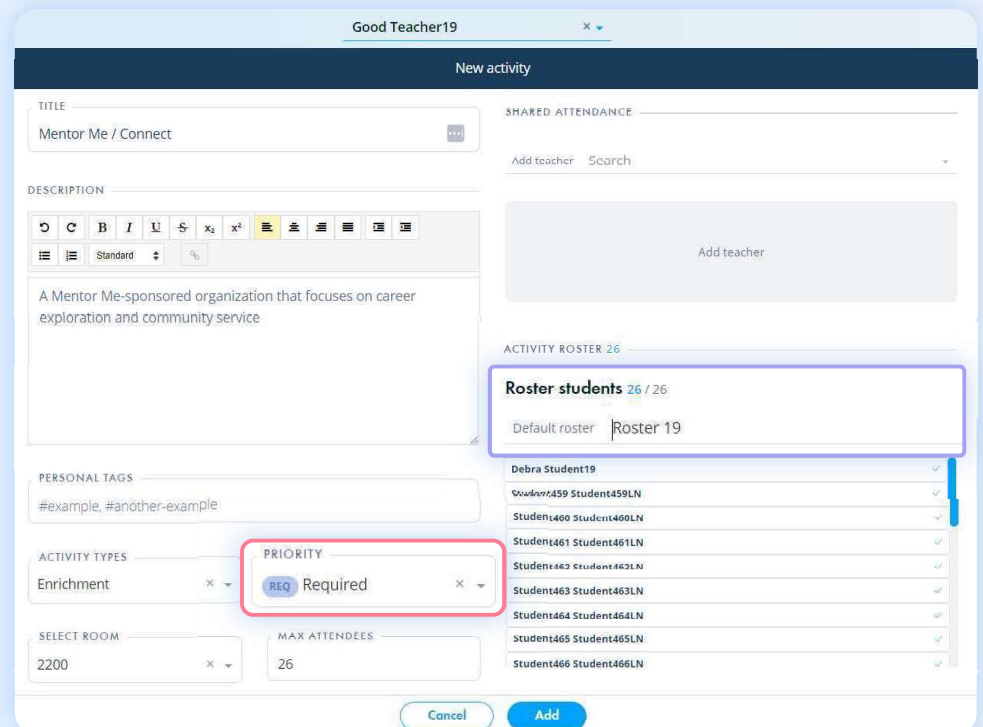 Good Teacher19
New activity
TITLE
Mentor Me / Connect
DESCRIPTION
B I U S x₂ x²
Standard
A Mentor Me-sponsored organization that focuses on career
exploration and community service
PERSONAL TAGS
#example, #another-example
ACTIVITY TYPES
Enrichment
PRIORITY
REQ Required
SELECT ROOM
2200
MAX ATTENDEES
26
SHARED ATTENDANCE
Add teacher Search
Add teacher
ACTIVITY ROSTER 26
Roster students 26 / 26
Default roster Roster 19
Debra Student19
Student459 Student459LN
Student460 Student460LN
Student461 Student461LN
Student462 Student462LN
Student463 Student463LN
Student464 Student464LN
Student465 Student465LN
Student466 Student466LN
Cancel Add